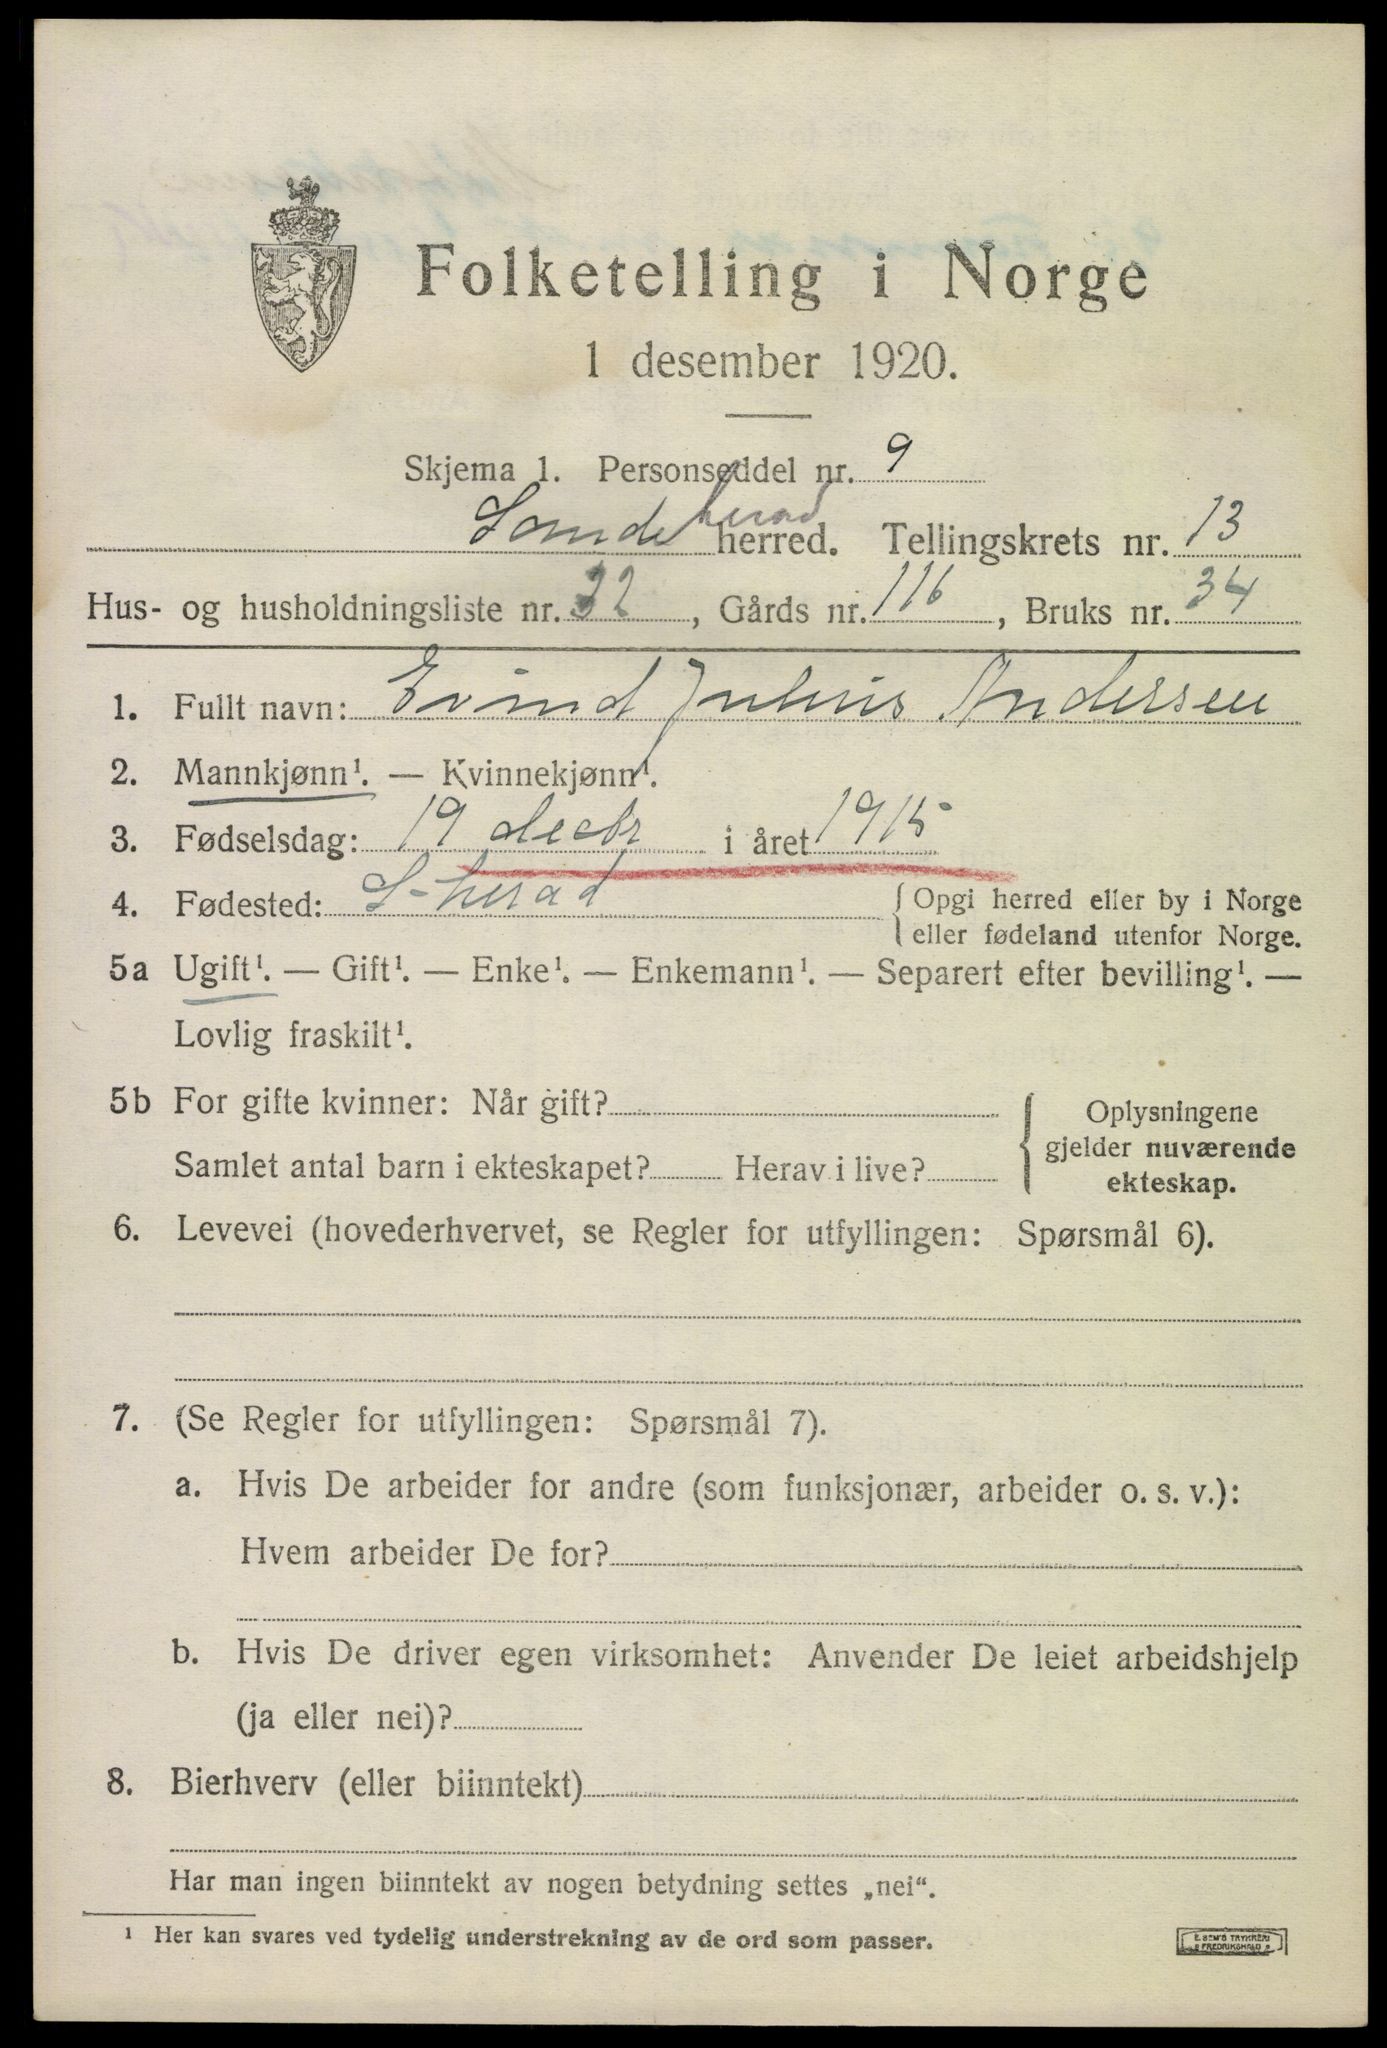 Folketelling i Norge
1 desember 1920.
Skjema 1. Personseddel nr. 9
Sandeherad herred. Tellingskrets nr. 13
Hus- og husholdningsliste nr. 32, Gårds nr. 116, Bruks nr. 34
1. Fullt navn: Evind Julius Andersen
2. Mannkjønn¹. — Kvinnekjønn¹.
3. Fødselsdag: 19 decbr i året 1915
4. Fødested: S-herad { Opgi herred eller by i Norge
eller fødeland utenfor Norge.
5a Ugift¹. — Gift¹. — Enke¹. — Enkemann¹. — Separert efter bevilling¹. —
Lovlig fraskilt¹.
5b For gifte kvinner: Når gift? { Oplysningene
gjelder nuværende
Samlet antal barn i ekteskapet? Herav i live?
ekteskap.
6. Levevei (hovederhvervet, se Regler for utfyllingen: Spørsmål 6).
7. (Se Regler for utfyllingen: Spørsmål 7).
a. Hvis De arbeider for andre (som funksjonær, arbeider o. s. v.):
Hvem arbeider De for?
b. Hvis De driver egen virksomhet: Anvender De leiet arbeidshjelp
(ja eller nei)?
8. Bierhverv (eller biinntekt)
Har man ingen biinntekt av nogen betydning settes „nei“.
¹ Her kan svares ved tydelig understrekning av de ord som passer.
E. SEM'S TRYKKERI
FREDRIKSHALD